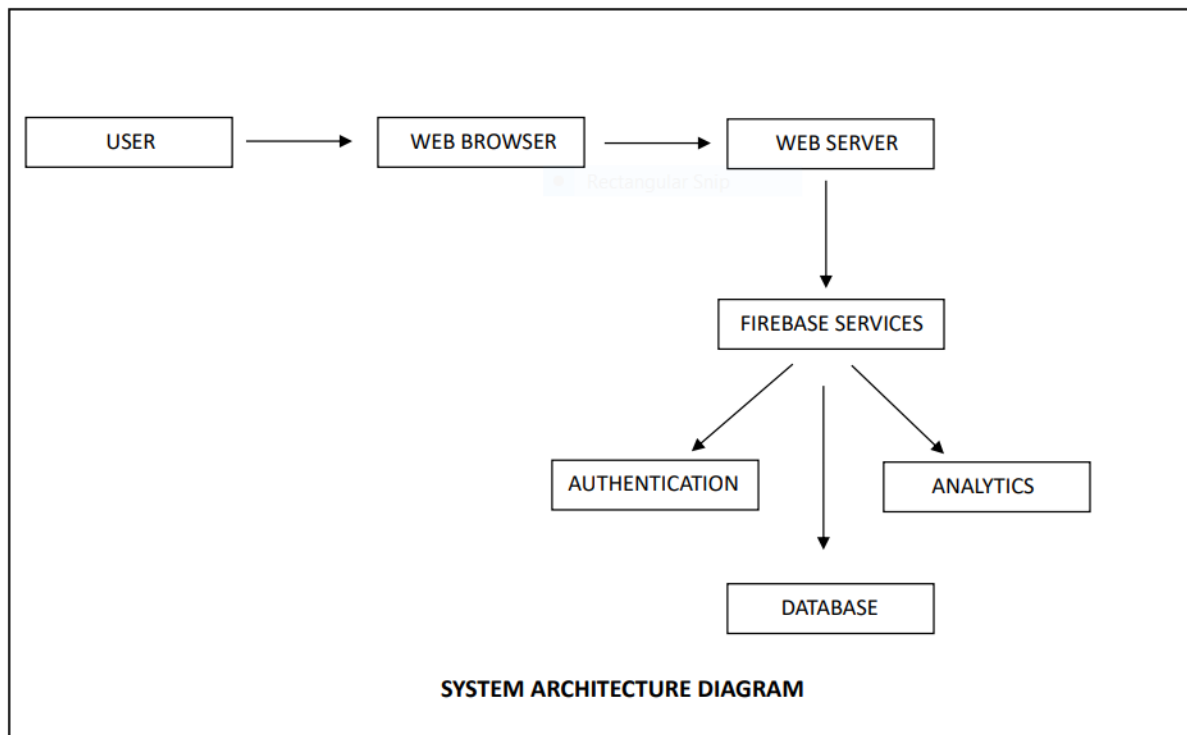 USER
WEB BROWSER
WEB SERVER
Rectangular Snip
FIREBASE SERVICES
AUTHENTICATION
ANALYTICS
DATABASE
SYSTEM ARCHITECTURE DIAGRAM